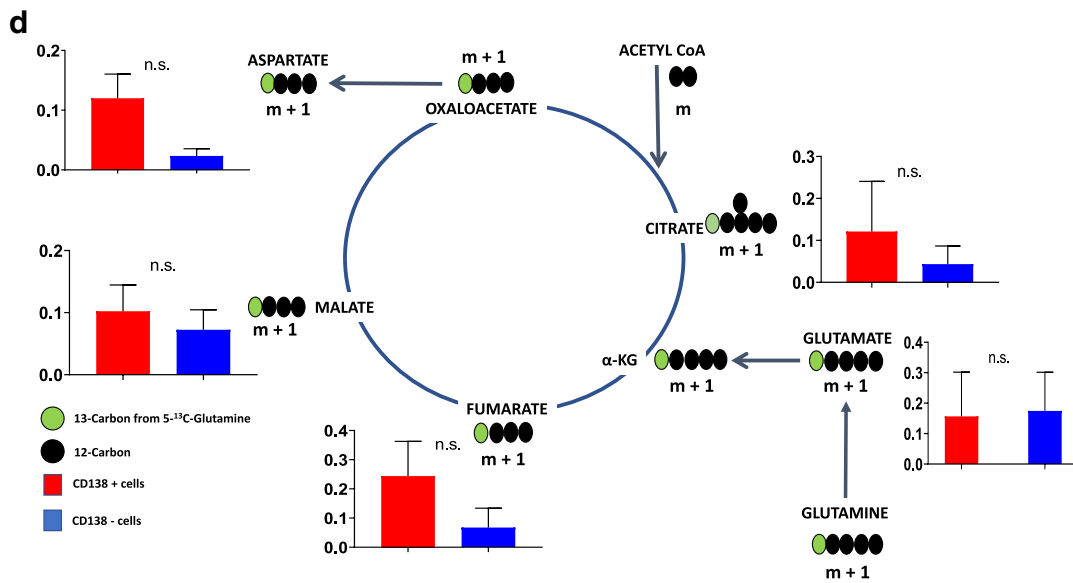 d
ACETYL CoA
m
m + 1
OXALOACETATE
ASPARTATE
m + 1
n.s.
0.2
0.1
0.0
CITRATE
m + 1
n.s.
0.3
0.2
0.1
0.0
n.s.
0.2
0.1
0.0
m + 1
MALATE
α-KG
m + 1
GLUTAMATE
m + 1
n.s.
0.4
0.3
0.2
0.1
0.0
13-Carbon from 5-¹³C-Glutamine
12-Carbon
CD138 + cells
CD138 - cells
FUMARATE
m + 1
n.s.
0.4
0.3
0.2
0.1
0.0
GLUTAMINE
m + 1